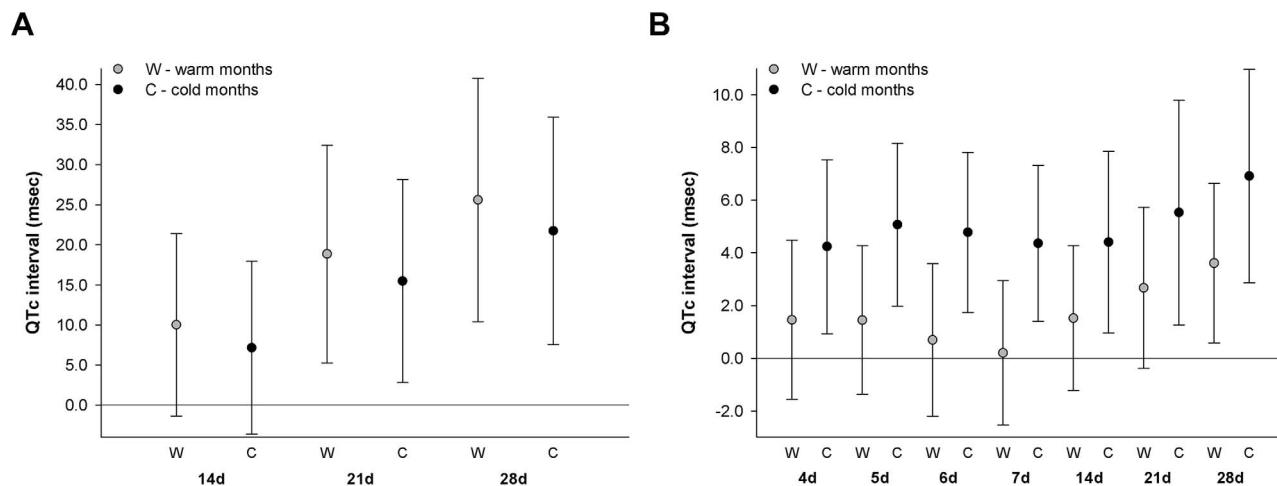 A
W - warm months
C - cold months
QTc interval (msec)
40.0
35.0
30.0
25.0
20.0
15.0
10.0
5.0
0.0
W C W C W C
14d 21d 28d
B
W - warm months
C - cold months
QTc interval (msec)
10.0
8.0
6.0
4.0
2.0
0.0
-2.0
W C W C W C W C W C W C W C
4d 5d 6d 7d 14d 21d 28d